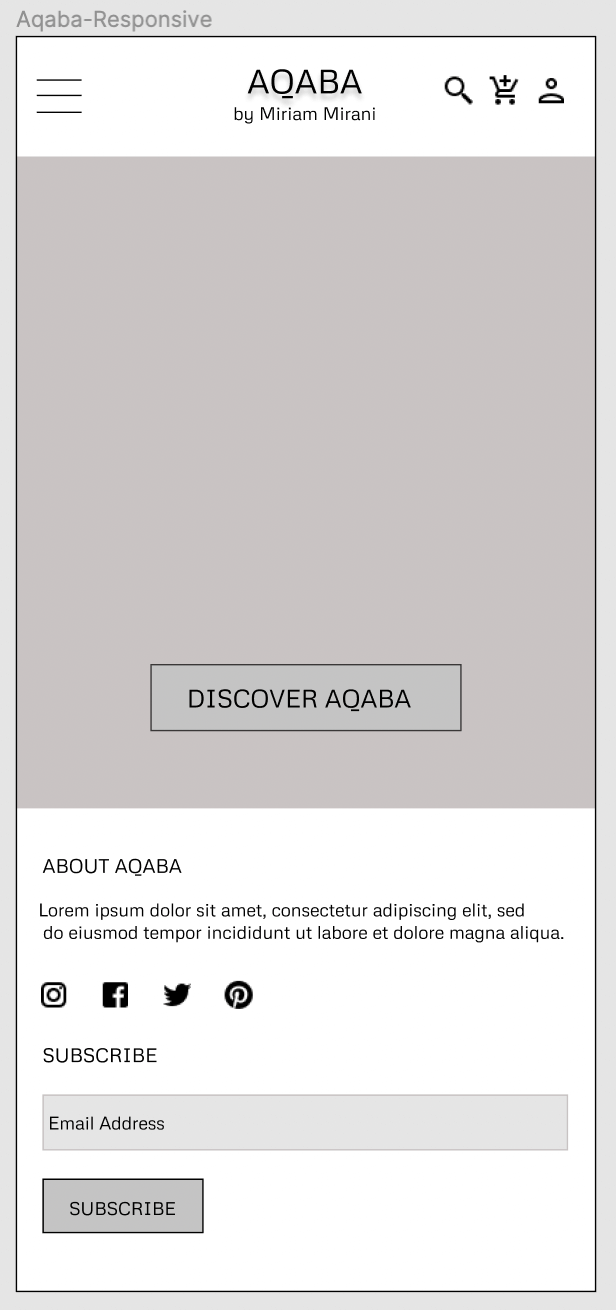 Aqaba-Responsive
AQABA
by Miriam Mirani
DISCOVER AQABA
ABOUT AQABA
Lorem ipsum dolor sit amet, consectetur adipiscing elit, sed
do eiusmod tempor incididunt ut labore et dolore magna aliqua.
SUBSCRIBE
Email Address
SUBSCRIBE